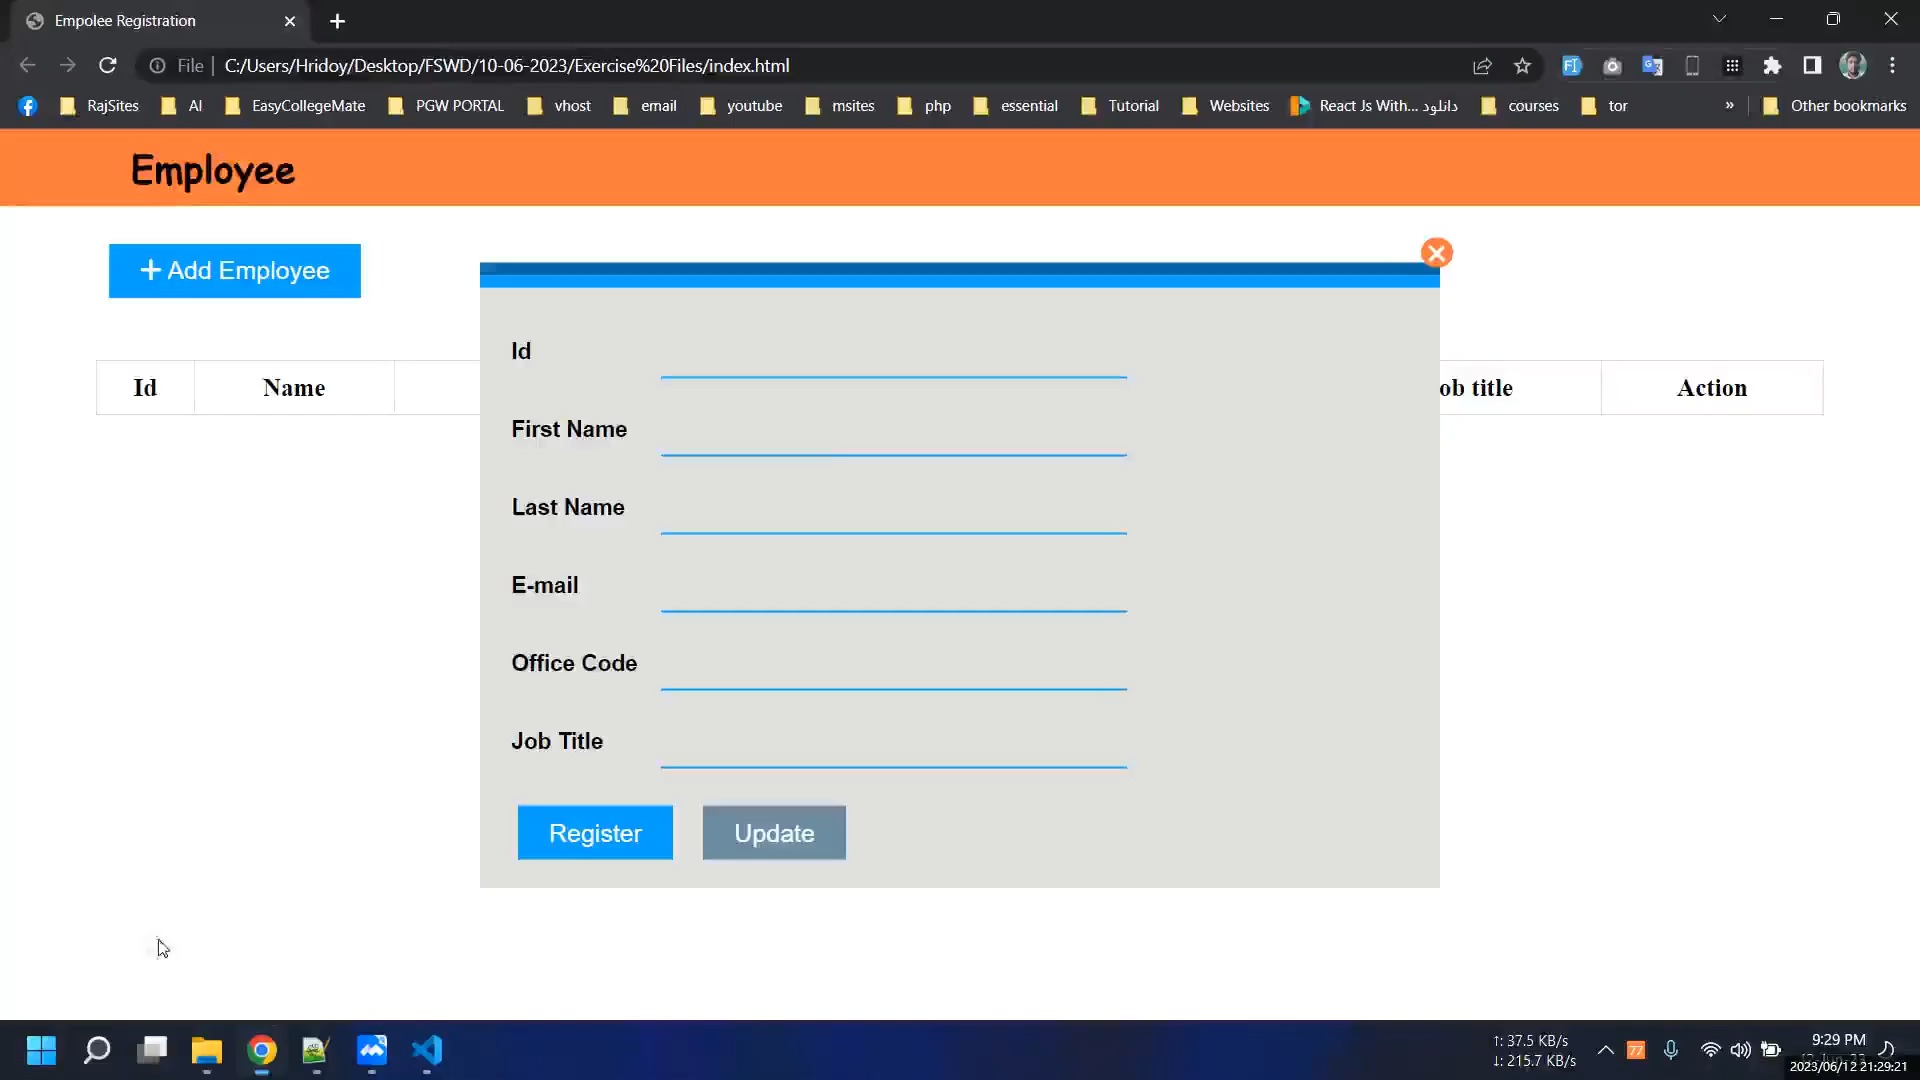 Empolee Registration
File | C:/Users/Hridoy/Desktop/FSWD/10-06-2023/Exercise%20Files/index.html
RajSites AI EasyCollegeMate PGW PORTAL vhost email youtube msites php essential Tutorial Websites React Js With... دانلود courses tor » Other bookmarks
Employee
+ Add Employee
Id Name ob title Action
Id
First Name
Last Name
E-mail
Office Code
Job Title
Register Update
↑: 37.5 KB/s
↓: 215.7 KB/s
77
9:29 PM
2023/06/12 21:29:21